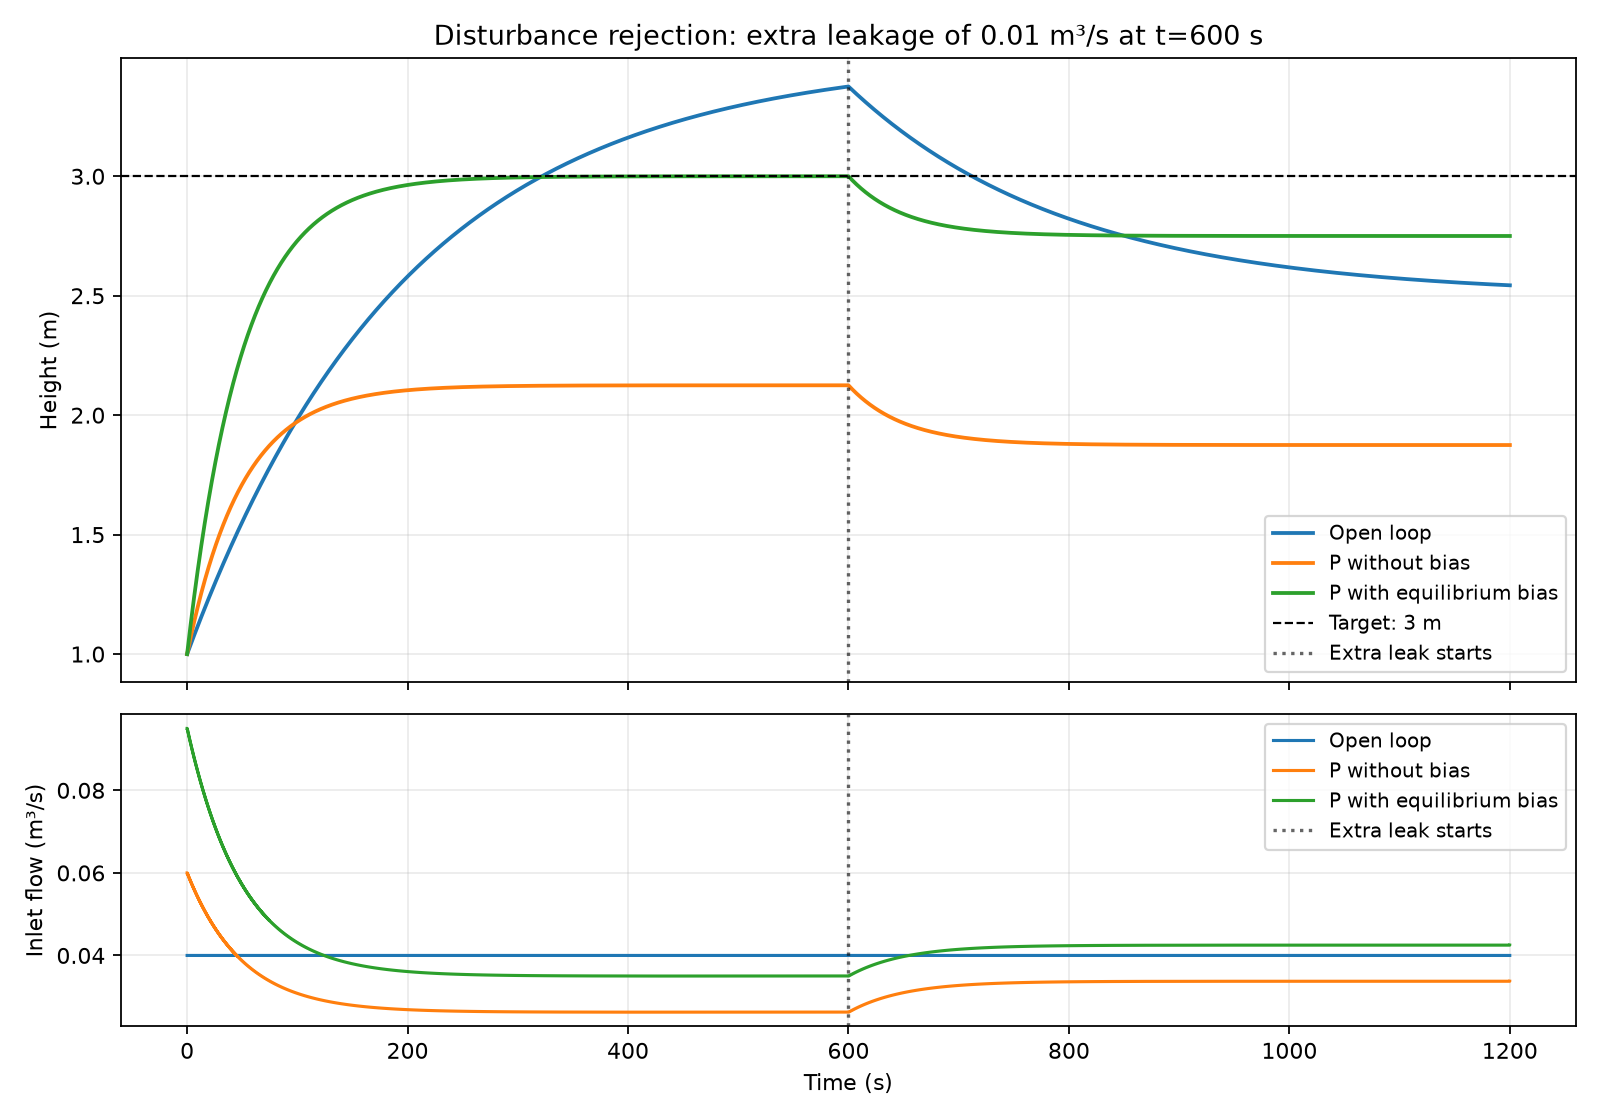 Disturbance rejection: extra leakage of 0.01 m³/s at t=600 s
Height (m)
3.0
2.5
2.0
1.5
1.0
Open loop
P without bias
P with equilibrium bias
Target: 3 m
Extra leak starts
Inlet flow (m³/s)
0.08
0.06
0.04
Open loop
P without bias
P with equilibrium bias
Extra leak starts
0 200 400 600 800 1000 1200
Time (s)